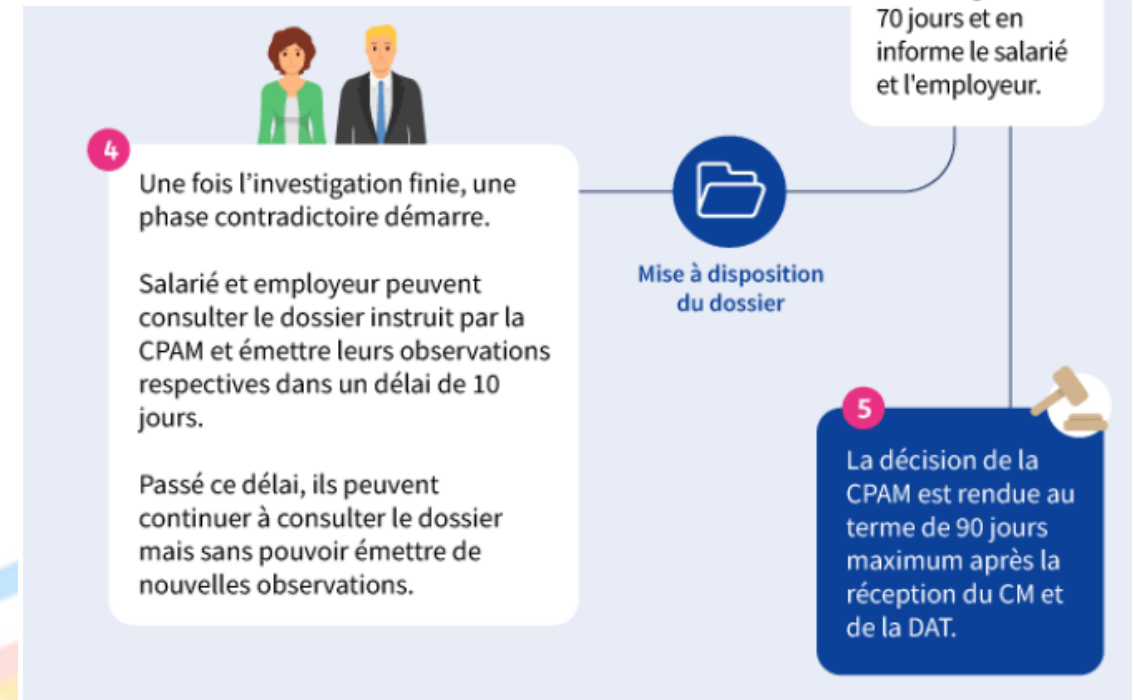 70 jours et en
informe le salarié
et l'employeur.
4
Une fois l’investigation finie, une
phase contradictoire démarre.
Salarié et employeur peuvent
consulter le dossier instruit par la
CPAM et émettre leurs observations
respectives dans un délai de 10
jours.
Passé ce délai, ils peuvent
continuer à consulter le dossier
mais sans pouvoir émettre de
nouvelles observations.
Mise à disposition
du dossier
5
La décision de la
CPAM est rendue au
terme de 90 jours
maximum après la
réception du CM et
de la DAT.